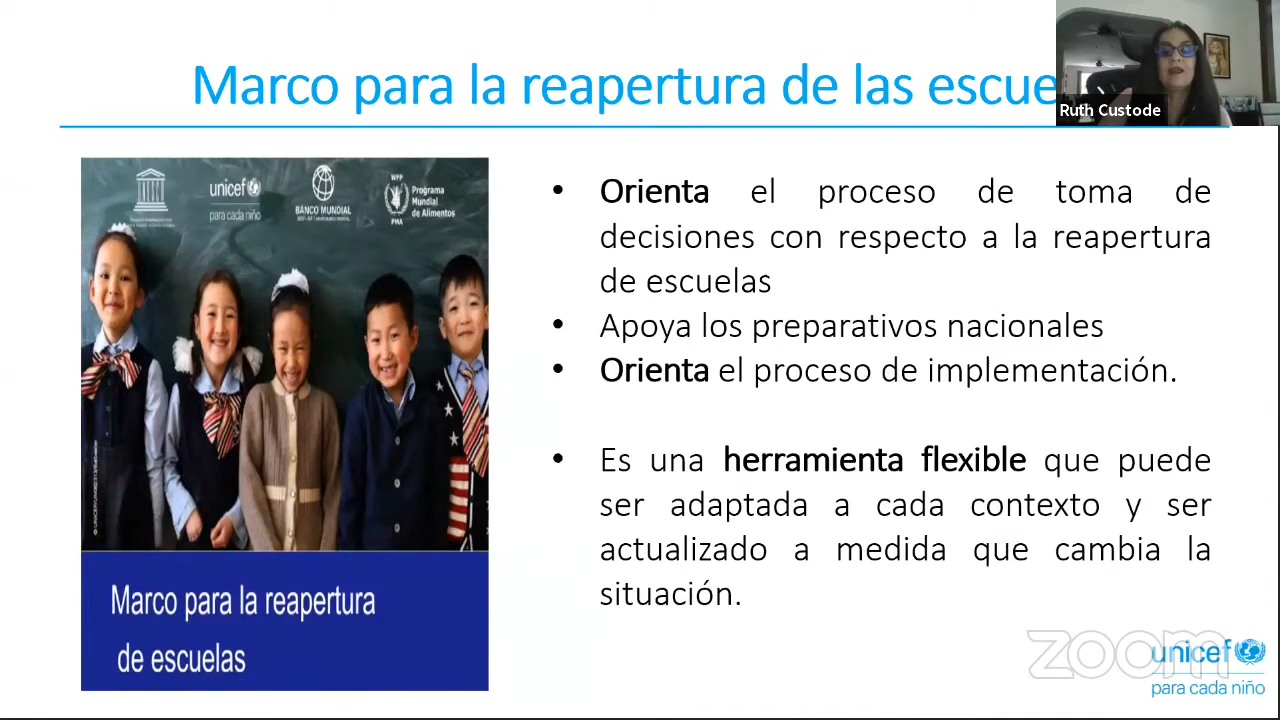 Marco para la reapertura de las escue
Ruth Custode
unicef
para cada niño
BANCO MUNDIAL
WFP
PMA
Programa
Mundial
de Alimentos
Marco para la reapertura
de escuelas
• Orienta el proceso de toma de
decisiones con respecto a la reapertura
de escuelas
• Apoya los preparativos nacionales
• Orienta el proceso de implementación.
• Es una herramienta flexible que puede
ser adaptada a cada contexto y ser
actualizado a medida que cambia la
situación.
zoom
unicef
para cada niño